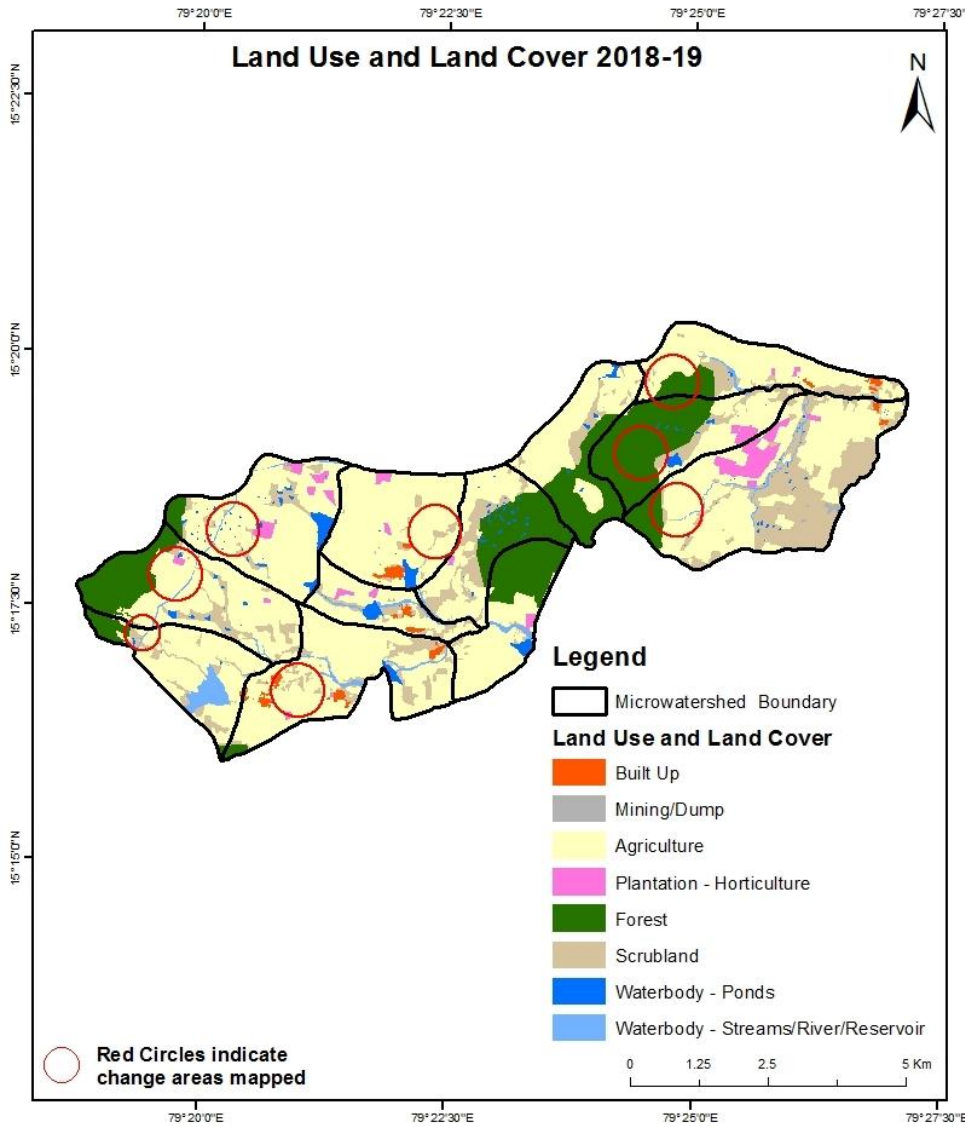 79°20'0"E
79°22'30"E
79°25'0"E
79°27'30"E
Land Use and Land Cover 2018-19
N
15°22'30"N
15°20'0"N
15°17'30"N
15°15'0"N
Legend
Microwatershed Boundary
Land Use and Land Cover
Built Up
Mining/Dump
Agriculture
Plantation - Horticulture
Forest
Scrubland
Waterbody - Ponds
Waterbody - Streams/River/Reservoir
Red Circles indicate
change areas mapped
0 1.25 2.5 5 Km
79°20'0"E
79°22'30"E
79°25'0"E
79°27'30"E